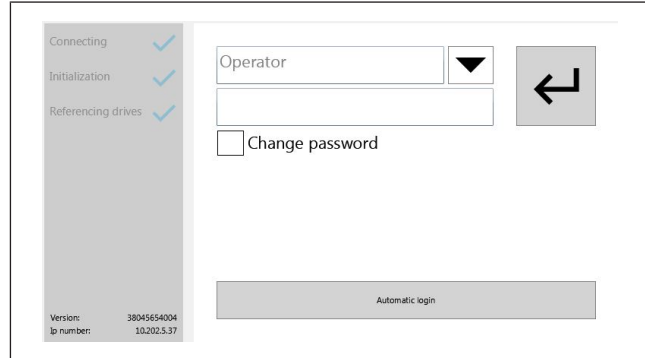 Connecting
Initialization
Referencing drives
Operator
Change password
Automatic login
Version: 38045654004
Ip number: 10.202.5.37